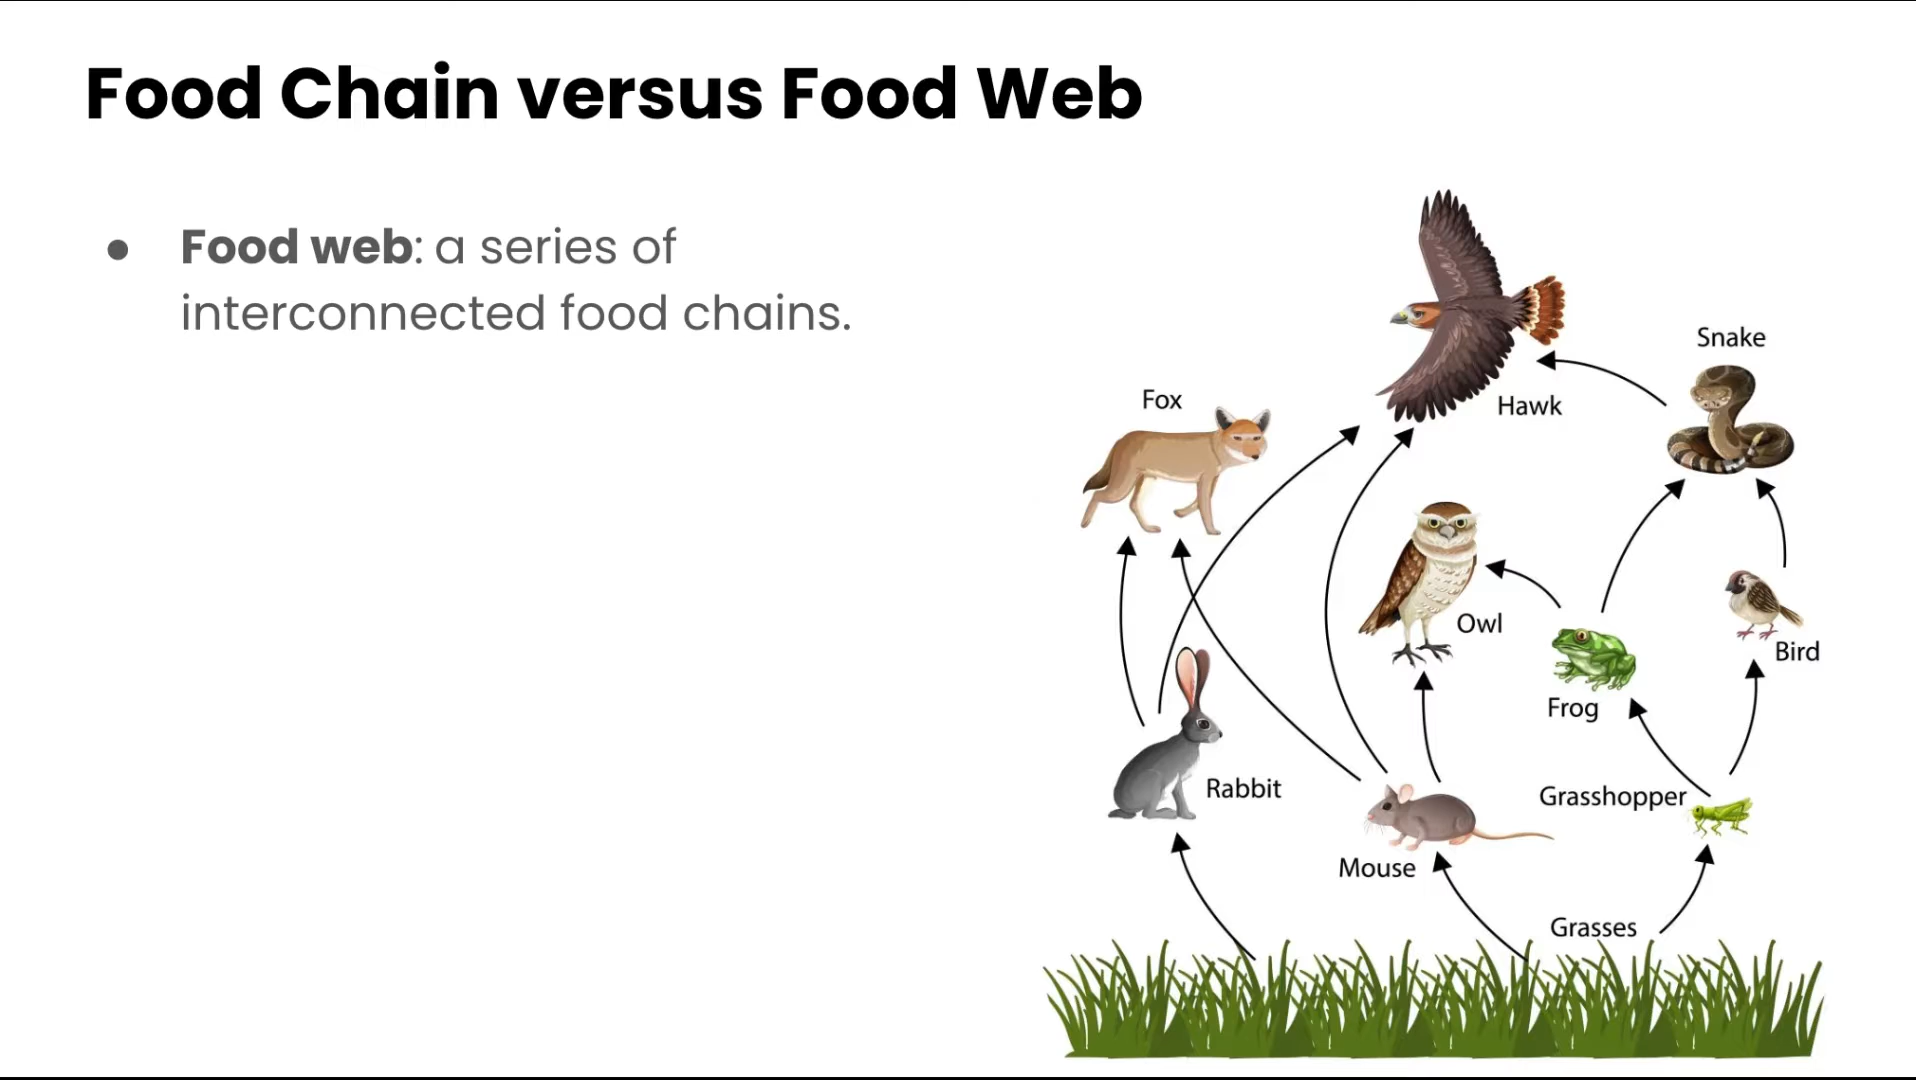 Food Chain versus Food Web
● Food web: a series of
interconnected food chains.
Snake
Fox
Hawk
Owl
Bird
Frog
Rabbit
Grasshopper
Mouse
Grasses